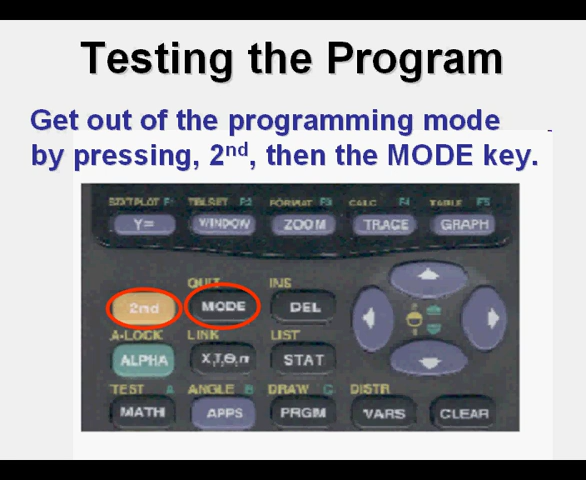 Testing the Program
Get out of the programming mode
by pressing, 2nd, then the MODE key.
STAT PLOT F1 TBLSET F2 FORMAT F3 CALC F4 TABLE F5
Y= WINDOW ZOOM TRACE GRAPH
QUIT INS
2nd MODE DEL
A-LOCK LINK LIST
ALPHA X,T,Θ,n STAT
TEST A ANGLE B DRAW C DISTR
MATH APPS PRGM VARS CLEAR